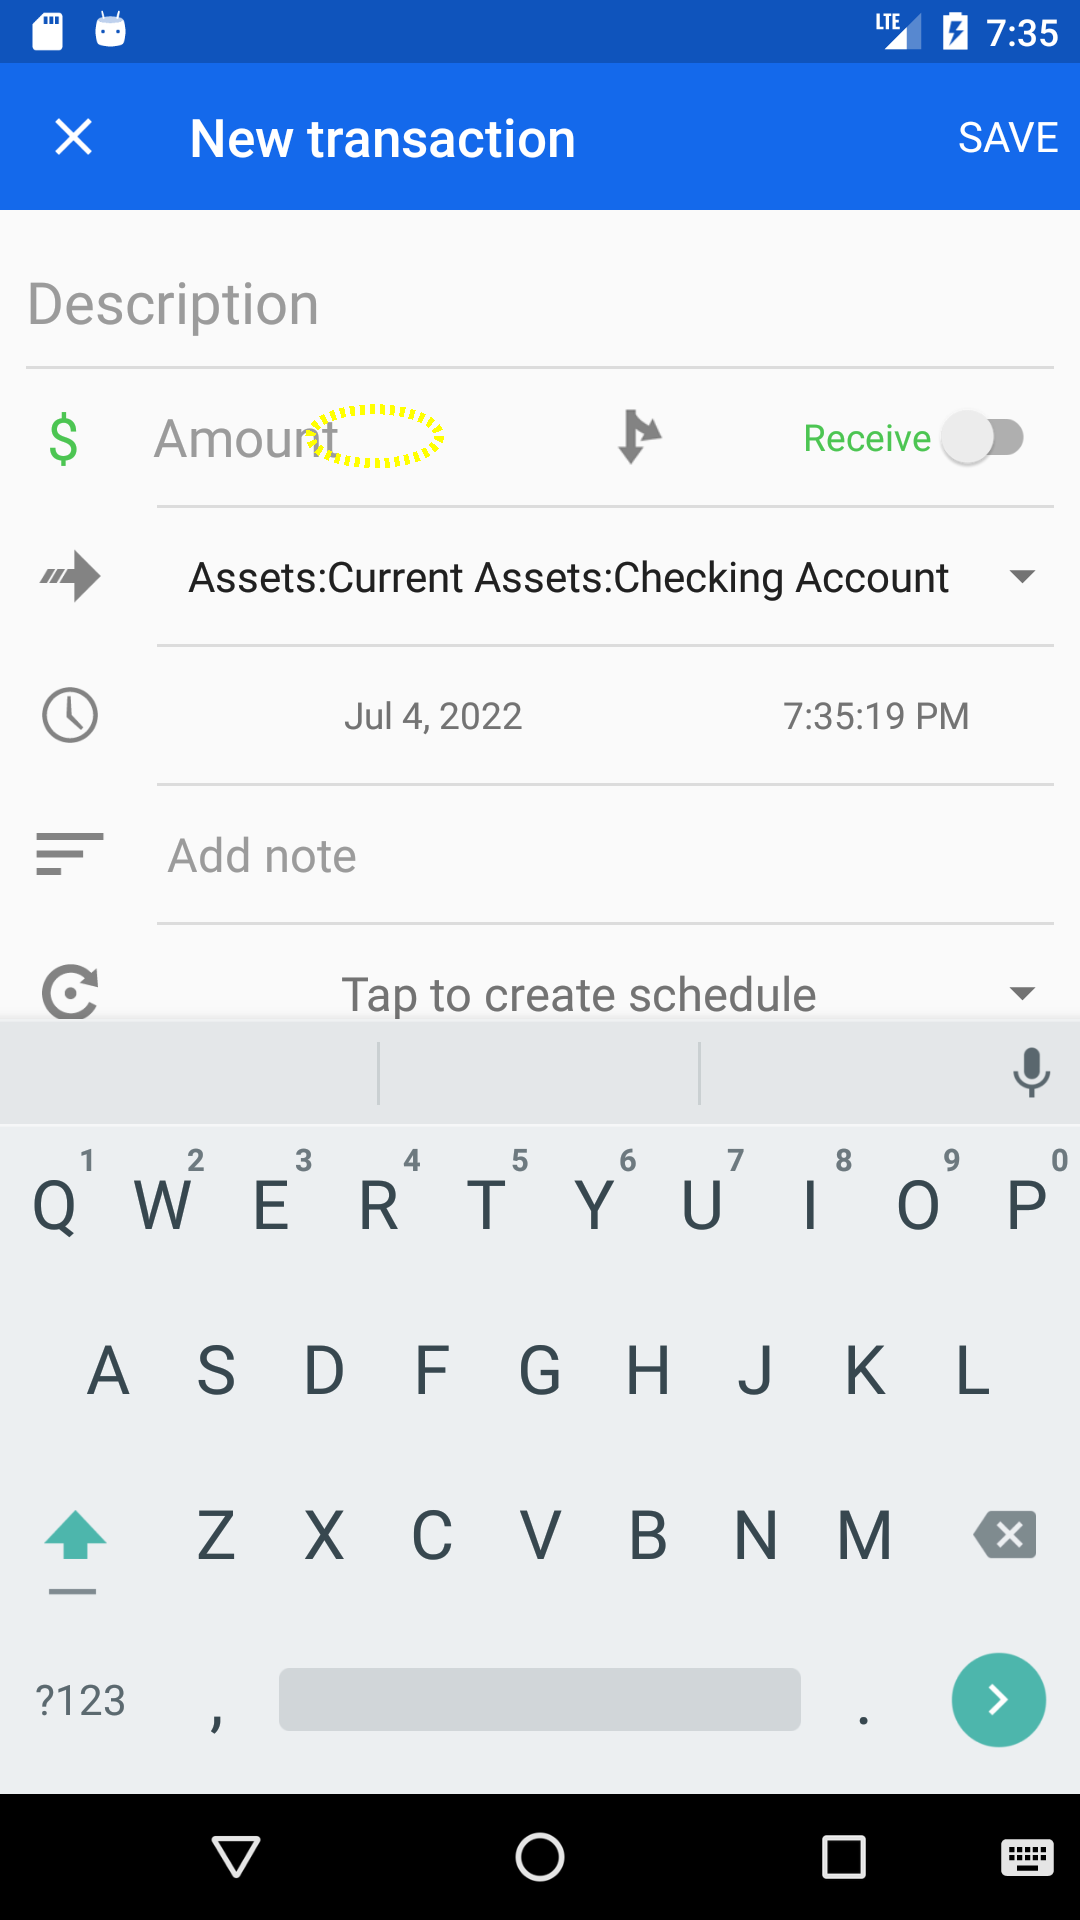 LTE 7:35
New transaction SAVE
Description
$ Amount Receive
Assets:Current Assets:Checking Account
Jul 4, 2022 7:35:19 PM
Add note
Tap to create schedule
1 2 3 4 5 6 7 8 9 0
Q W E R T Y U I O P
A S D F G H J K L
Z X C V B N M
?123 , .